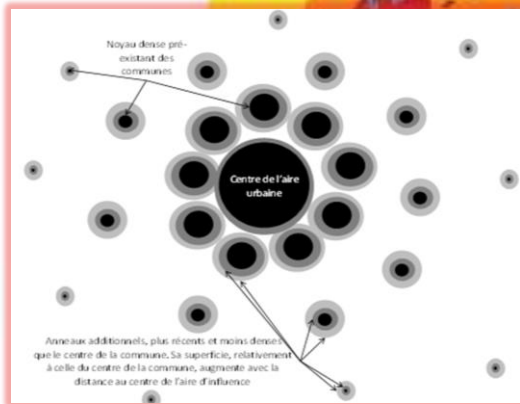 Noyau dense pré-
existant des
communes
Centre de l'aire
urbaine
Anneaux additionnels, plus récents et moins denses
que le centre de la commune. Sa superficie, relativement
à celle du centre de la commune, augmente avec la
distance au centre de l'aire d'influence